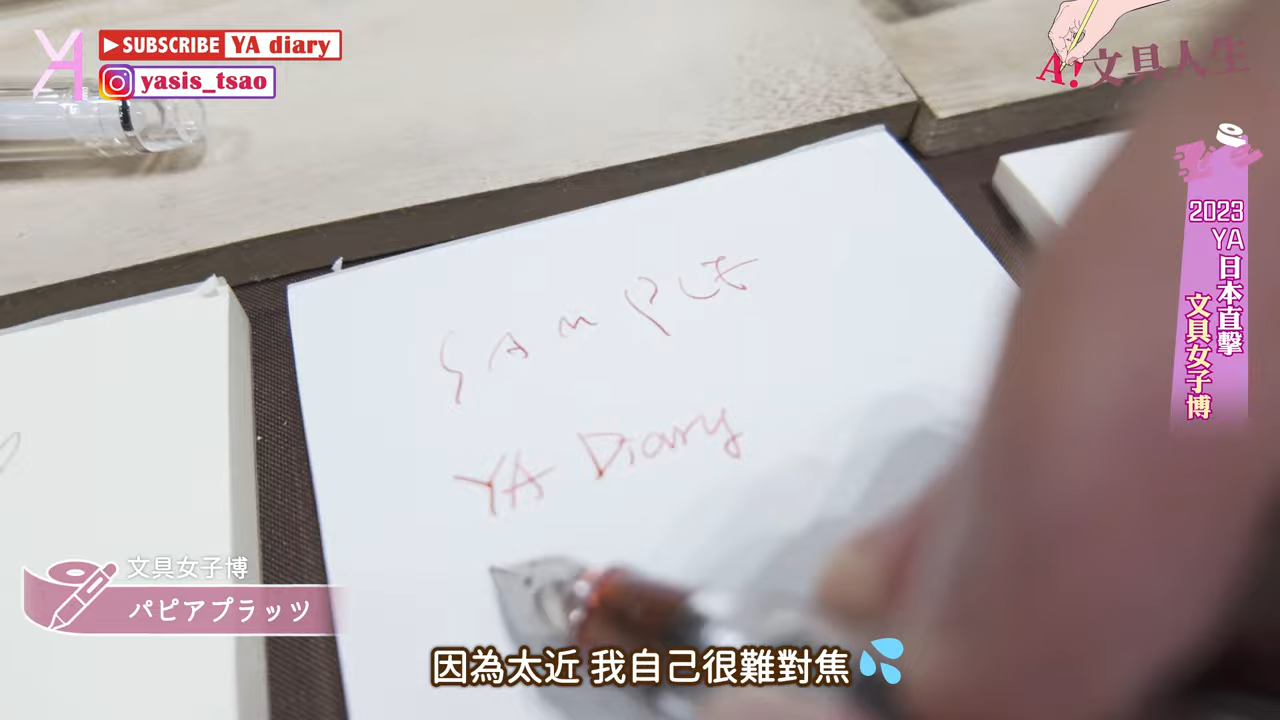 YA
SUBSCRIBE YA diary
yasis_tsao
A!文具人生
2023
YA日本直擊
文具女子博
SAMPLE
YA Diary
文具女子博
パピアプラッツ
因為太近 我自己很難對焦